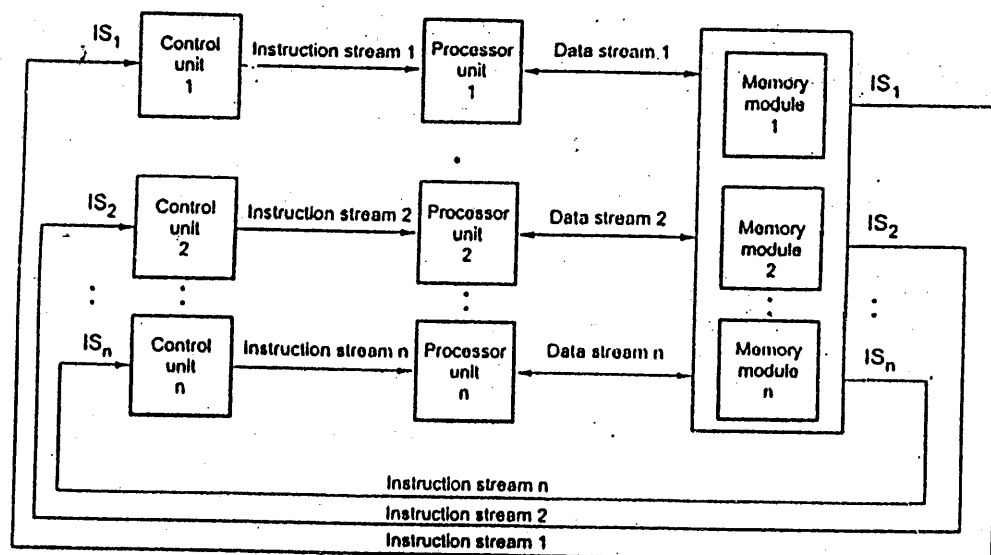 IS1
Control
unit
1
Instruction stream 1
Processor
unit
1
Data stream 1
Memory
module
1
IS1
IS2
Control
unit
2
Instruction stream 2
Processor
unit
2
Data stream 2
Memory
module
2
IS2
ISn
Control
unit
n
Instruction stream n
Processor
unit
n
Data stream n
Memory
module
n
ISn
Instruction stream n
Instruction stream 2
Instruction stream 1